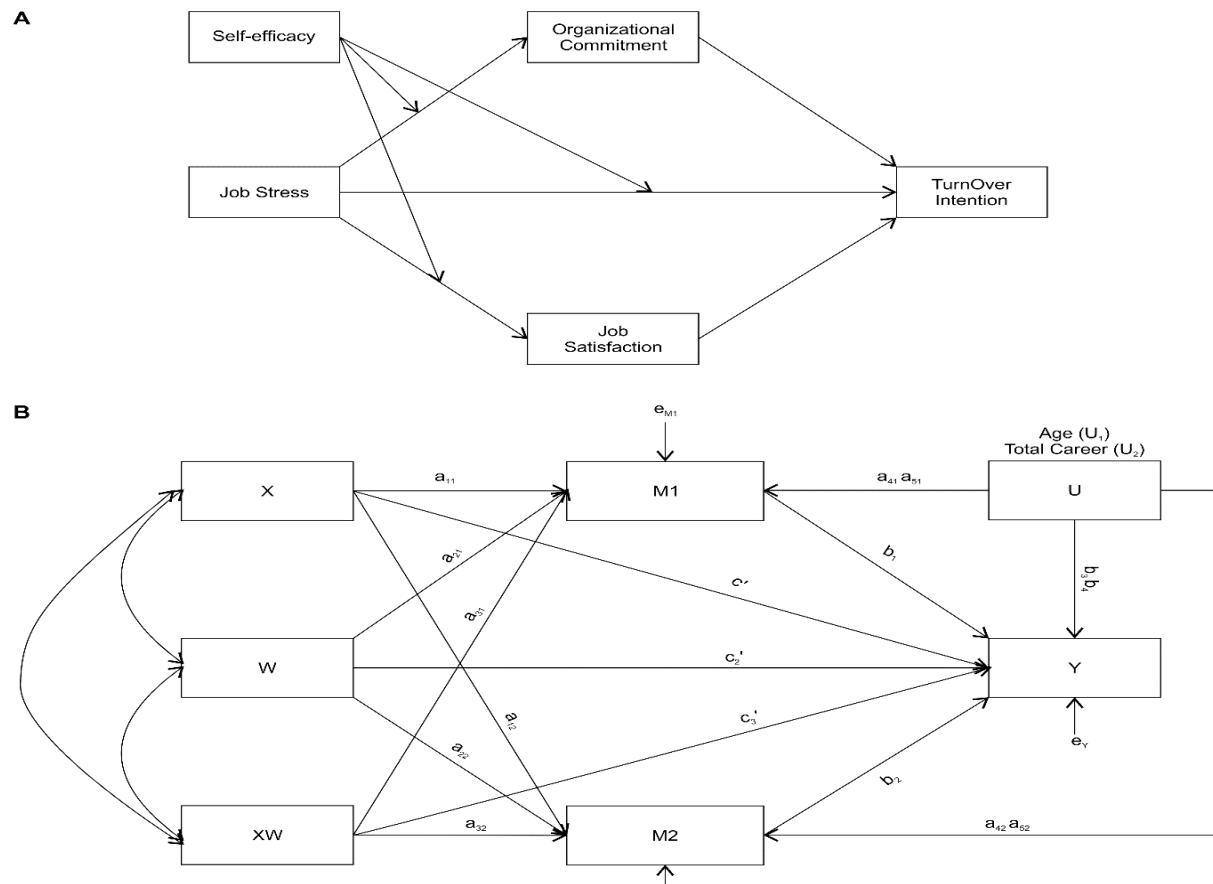 A
Self-efficacy
Organizational
Commitment
Job Stress
TurnOver
Intention
Job
Satisfaction
B
eM1
Age (U₁)
Total Career (U₂)
X
a₁₁
M1
a₄₁ a₅₁
U
a₂₁
b₁
c'
b₃b₄
a₃₁
W
c₂'
Y
a₁₂
a₂₂
c₃'
eY
b₂
XW
a₃₂
M2
a₄₂ a₅₂